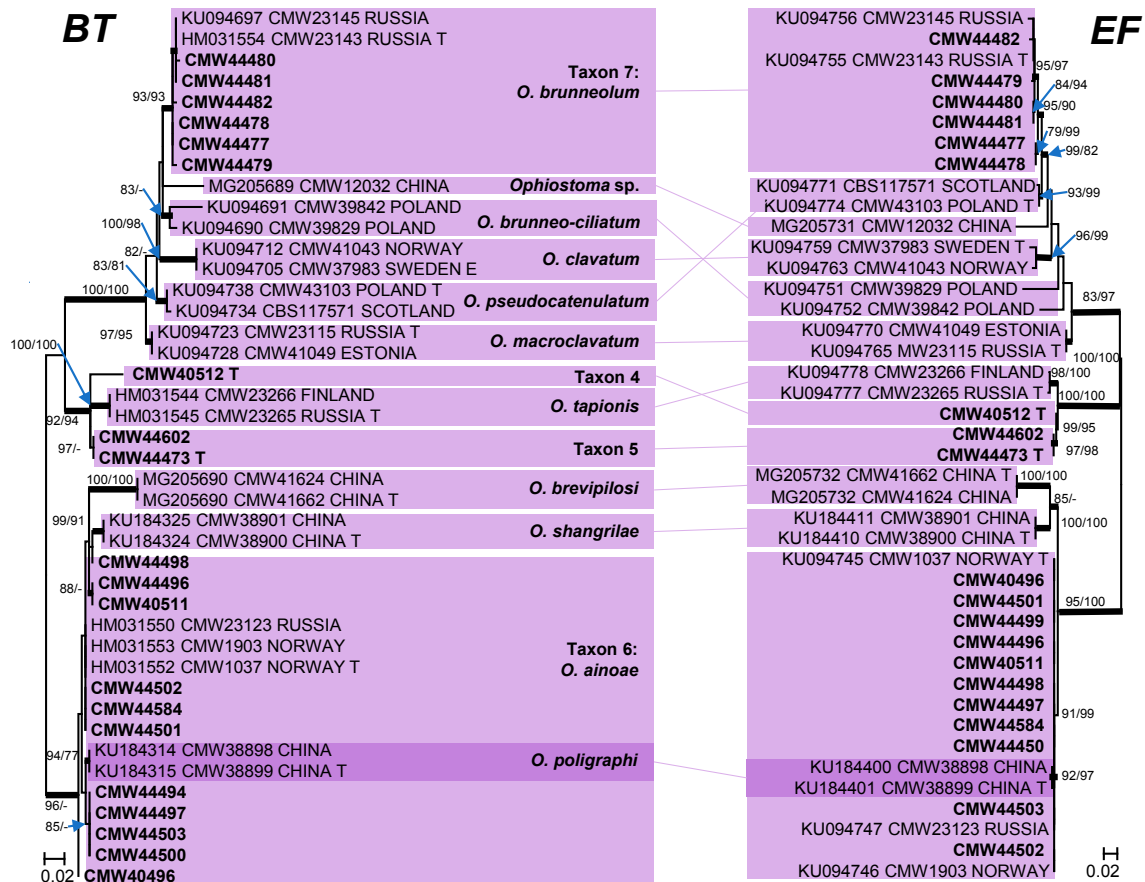 BT
KU094697 CMW23145 RUSSIA
HM031554 CMW23143 RUSSIA T
CMW44480
CMW44481
CMW44482
CMW44478
CMW44477
CMW44479
Taxon 7:
O. brunneolum
93/93
MG205689 CMW12032 CHINA
Ophiostoma sp.
83/-
KU094691 CMW39842 POLAND
KU094690 CMW39829 POLAND
O. brunneo-ciliatum
100/98
KU094712 CMW41043 NORWAY
KU094705 CMW37983 SWEDEN E
O. clavatum
82/-
83/81
KU094738 CMW43103 POLAND T
KU094734 CBS117571 SCOTLAND
O. pseudocatenulatum
100/100
97/95
KU094723 CMW23115 RUSSIA T
KU094728 CMW41049 ESTONIA
O. macroclavatum
100/100
CMW40512 T
Taxon 4
HM031544 CMW23266 FINLAND
HM031545 CMW23265 RUSSIA T
O. tapionis
92/94
97/-
CMW44602
CMW44473 T
Taxon 5
100/100
MG205690 CMW41624 CHINA
MG205690 CMW41662 CHINA T
O. brevipilosi
99/91
KU184325 CMW38901 CHINA
KU184324 CMW38900 CHINA T
O. shangrilae
CMW44498
88/-
CMW44496
CMW40511
HM031550 CMW23123 RUSSIA
HM031553 CMW1903 NORWAY
HM031552 CMW1037 NORWAY T
CMW44502
CMW44584
CMW44501
Taxon 6:
O. ainoae
94/77
KU184314 CMW38898 CHINA
KU184315 CMW38899 CHINA T
O. poligraphi
CMW44494
96/-
CMW44497
85/-
CMW44503
CMW44500
CMW40496
0.02
EF
KU094756 CMW23145 RUSSIA
CMW44482
KU094755 CMW23143 RUSSIA T
CMW44479
CMW44480
CMW44481
CMW44477
CMW44478
95/97
84/94
95/90
79/99
99/82
KU094771 CBS117571 SCOTLAND
KU094774 CMW43103 POLAND T
93/99
MG205731 CMW12032 CHINA
KU094759 CMW37983 SWEDEN T
KU094763 CMW41043 NORWAY
96/99
KU094751 CMW39829 POLAND
KU094752 CMW39842 POLAND
83/97
KU094770 CMW41049 ESTONIA
KU094765 MW23115 RUSSIA T
100/100
KU094778 CMW23266 FINLAND
KU094777 CMW23265 RUSSIA T
98/100
100/100
CMW40512 T
99/95
CMW44602
CMW44473 T
97/98
MG205732 CMW41662 CHINA T
MG205732 CMW41624 CHINA
100/100
85/-
KU184411 CMW38901 CHINA
KU184410 CMW38900 CHINA T
100/100
KU094745 CMW1037 NORWAY T
CMW40496
CMW44501
CMW44499
CMW44496
CMW40511
CMW44498
CMW44497
CMW44584
CMW44450
95/100
91/99
KU184400 CMW38898 CHINA
KU184401 CMW38899 CHINA T
92/97
CMW44503
KU094747 CMW23123 RUSSIA
CMW44502
KU094746 CMW1903 NORWAY
0.02